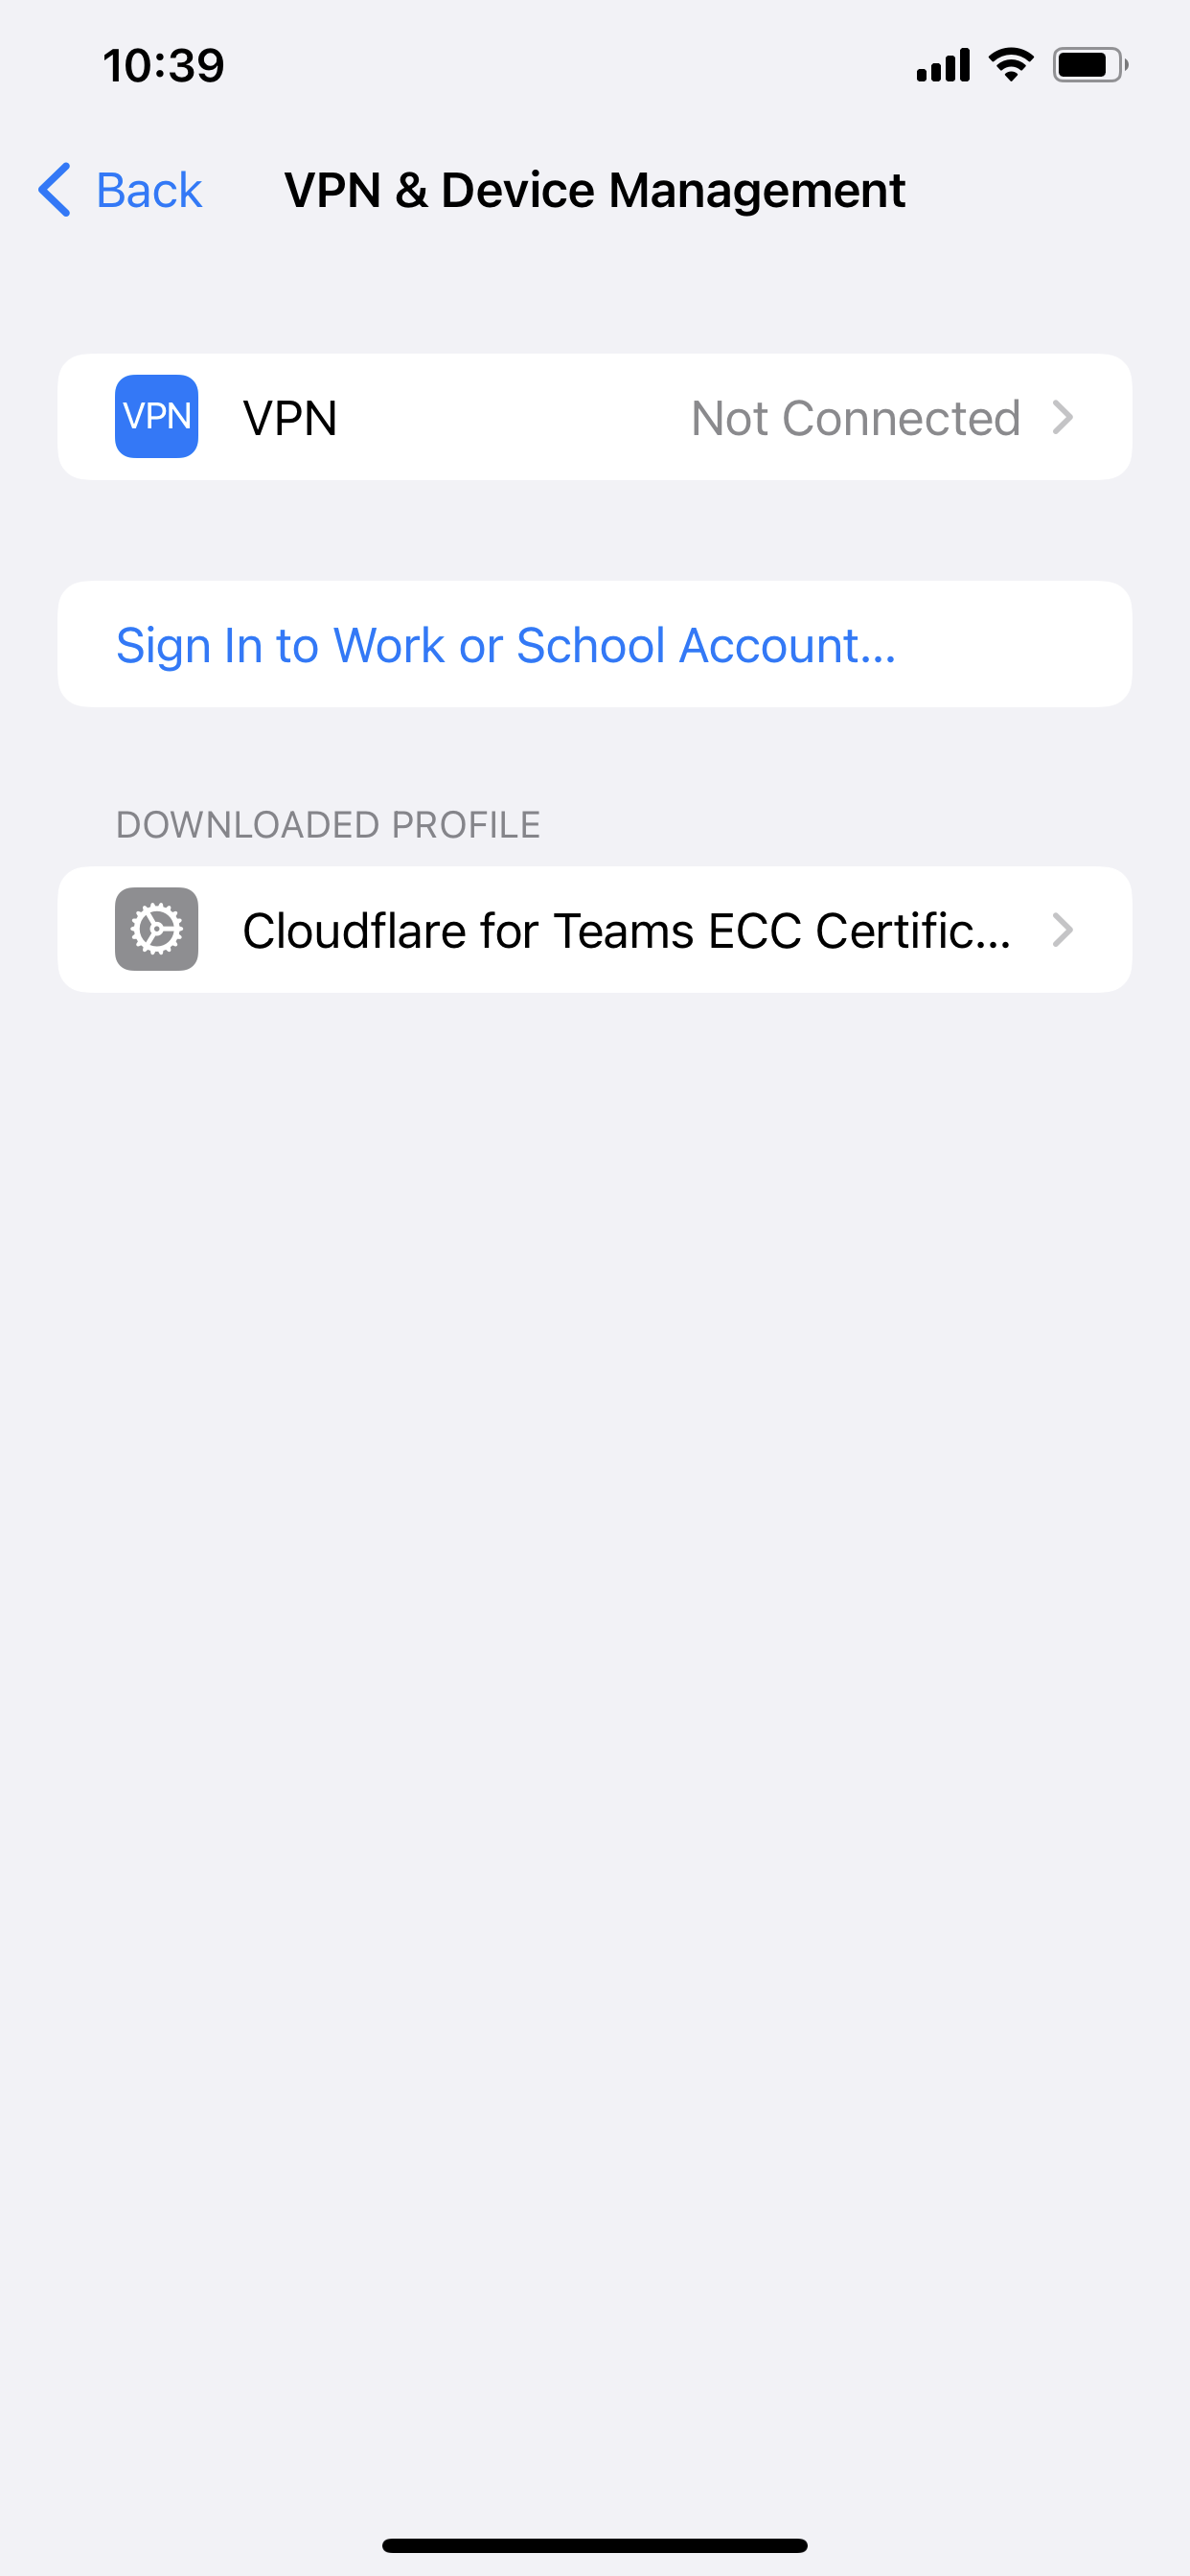 10:39
Back
VPN & Device Management
VPN
VPN
Not Connected
Sign In to Work or School Account...
DOWNLOADED PROFILE
Cloudflare for Teams ECC Certific...